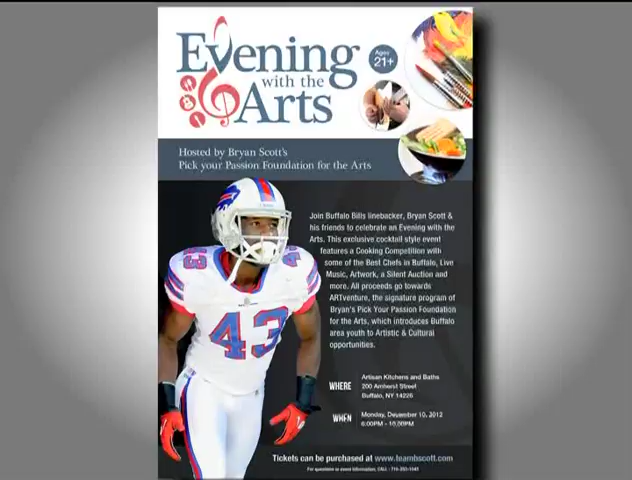 Evening
with the
Arts
Ages
21+
Hosted by Bryan Scott's
Pick your Passion Foundation for the Arts
Join Buffalo Bills linebacker, Bryan Scott &
his friends to celebrate an Evening with the
Arts. This exclusive cocktail style event
features a Cooking Competition with
some of the Best Chefs in Buffalo, Live
Music, Artwork, a Silent Auction and
more. All proceeds go towards
ARTventure, the signature program of
Bryan's Pick Your Passion Foundation
for the Arts, which introduces Buffalo
area youth to Artistic & Cultural
opportunities.
43
43
WHERE
Artisan Kitchens and Baths
200 Amherst Street
Buffalo, NY 14226
WHEN
Monday, December 10, 2012
6:00PM - 10:00PM
Tickets can be purchased at www.teambscott.com